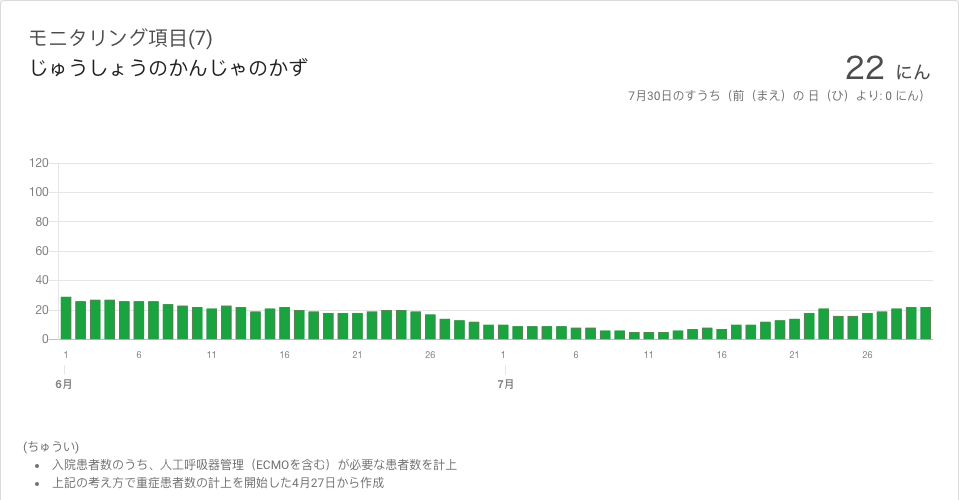 モニタリング項目(7)
じゅうしょうのかんじゃのかず
22 にん
7月30日のすうち（前（まえ）の 日（ひ）より: 0 にん）
120
100
80
60
40
20
0
1 6 11 16 21 26 1 6 11 16 21 26
6月 7月
(ちゅうい)
• 入院患者数のうち、人工呼吸器管理（ECMOを含む）が必要な患者数を計上
• 上記の考え方で重症患者数の計上を開始した4月27日から作成